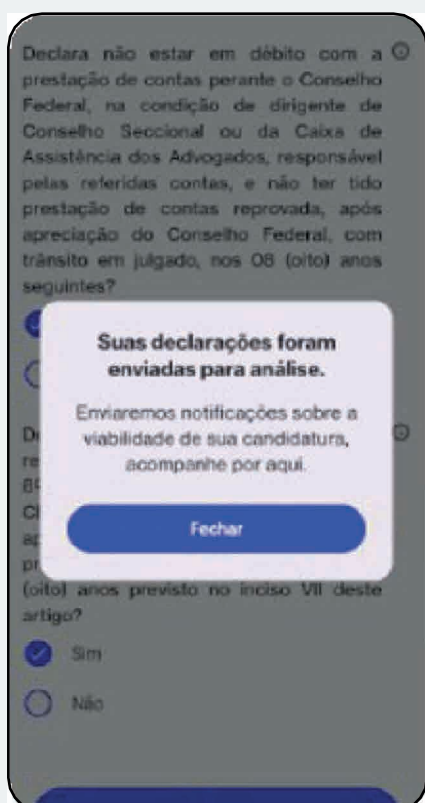 Declara não estar em débito com a
prestação de contas perante o Conselho
Federal, na condição de dirigente de
Conselho Seccional ou da Caixa de
Assistência dos Advogados, responsável
pelas referidas contas, e não ter tido
prestação de contas reprovada, após
apreciação do Conselho Federal, com
trânsito em julgado, nos 08 (oito) anos
seguintes?
Suas declarações foram
enviadas para análise.
Enviaremos notificações sobre a
viabilidade de sua candidatura,
acompanhe por aqui.
Fechar
(oito) anos previsto no inciso VII deste
artigo?
Sim
Não